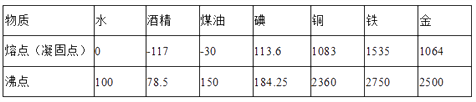 物质 水 酒精 煤油 碘 铜 铁 金
熔点（凝固点） 0 -117 -30 113.6 1083 1535 1064
沸点 100 78.5 150 184.25 2360 2750 2500